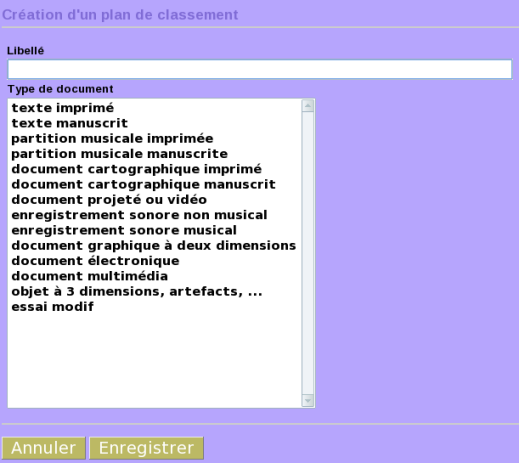 Création d'un plan de classement
Libellé
Type de document
texte imprimé
texte manuscrit
partition musicale imprimée
partition musicale manuscrite
document cartographique imprimé
document cartographique manuscrit
document projeté ou vidéo
enregistrement sonore non musical
enregistrement sonore musical
document graphique à deux dimensions
document électronique
document multimédia
objet à 3 dimensions, artefacts, ...
essai modif
Annuler Enregistrer